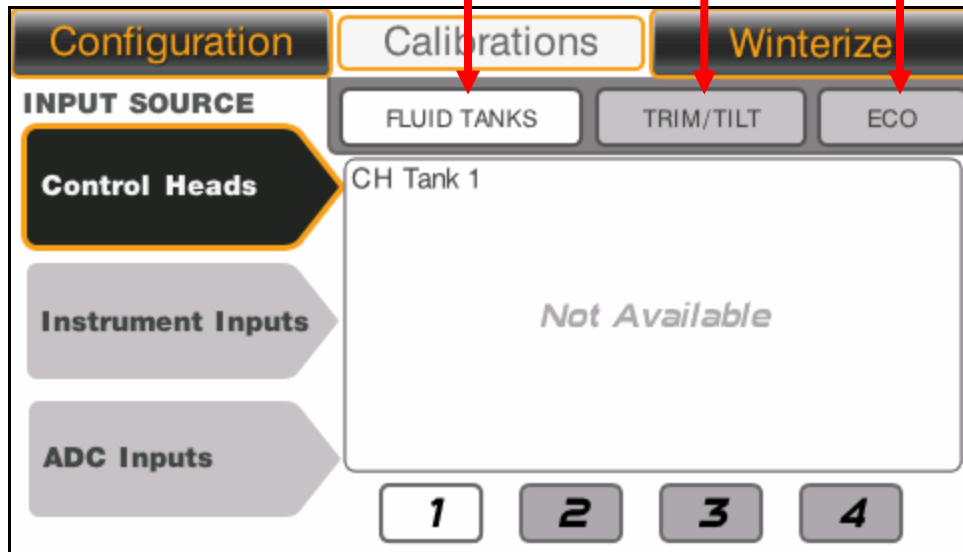 Configuration Calibrations Winterize
INPUT SOURCE
FLUID TANKS TRIM/TILT ECO
Control Heads
CH Tank 1
Not Available
Instrument Inputs
ADC Inputs
1 2 3 4